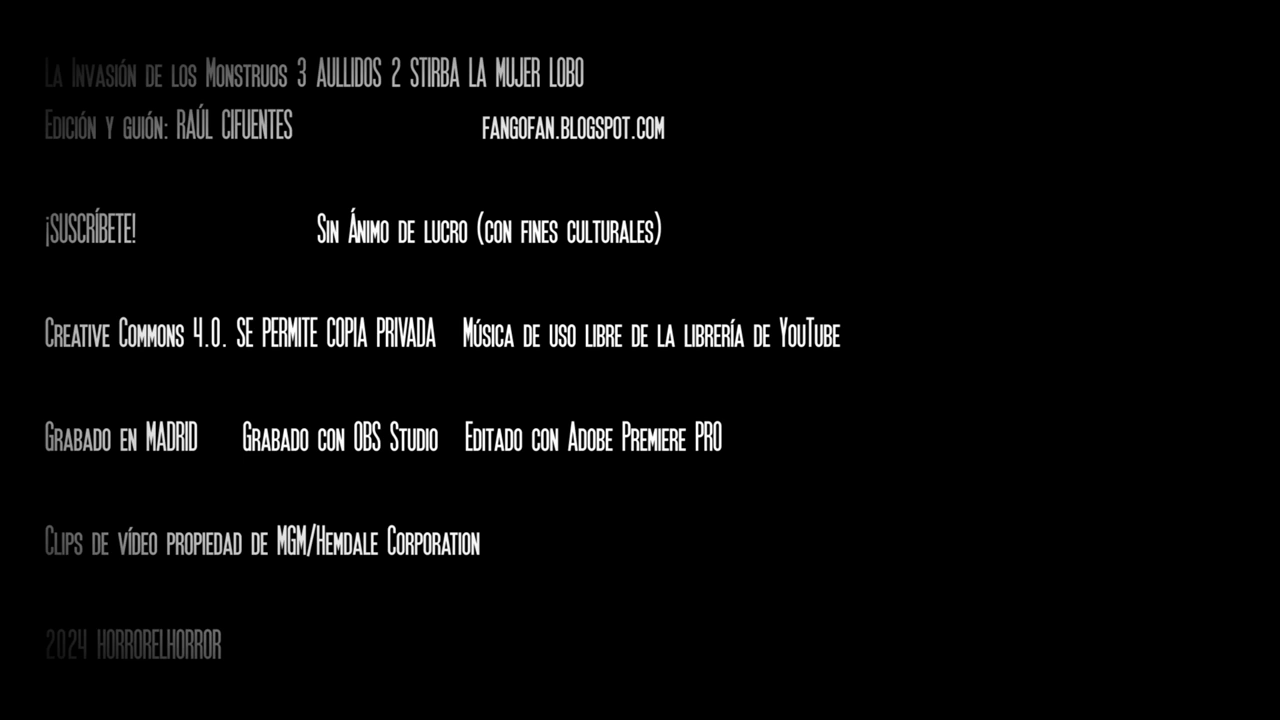 La Invasión de los Monstruos 3 AULLIDOS 2 STIRBA LA MUJER LOBO
Edición y guión: RAÚL CIFUENTES fangofan.blogspot.com
¡SUSCRÍBETE! Sin Ánimo de lucro (con fines culturales)
Creative Commons 4.0. SE PERMITE COPIA PRIVADA Música de uso libre de la librería de YouTube
Grabado en MADRID Grabado con OBS Studio Editado con Adobe Premiere PRO
Clips de vídeo propiedad de MGM/Hemdale Corporation
2024 HORRORELHORROR